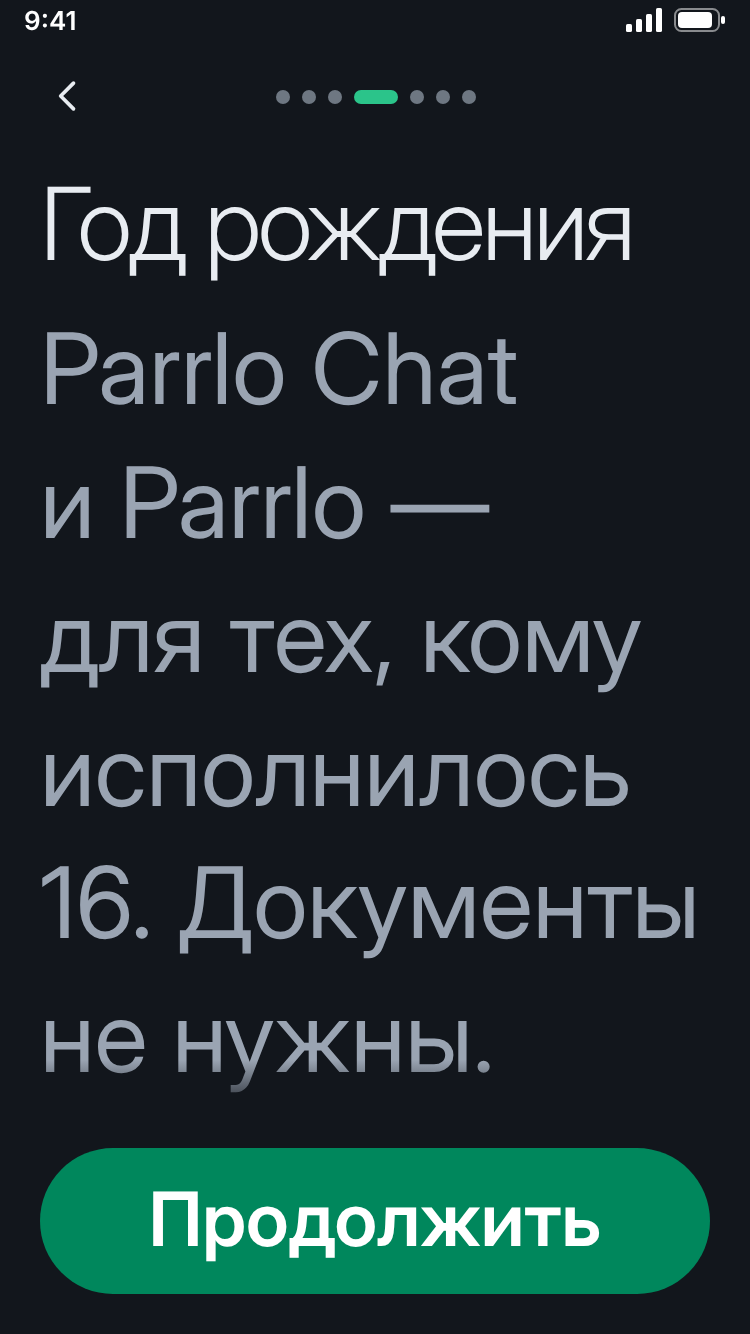 9:41
Год рождения
Parrlo Chat
и Parrlo —
для тех, кому
исполнилось
16. Документы
не нужны.
Продолжить